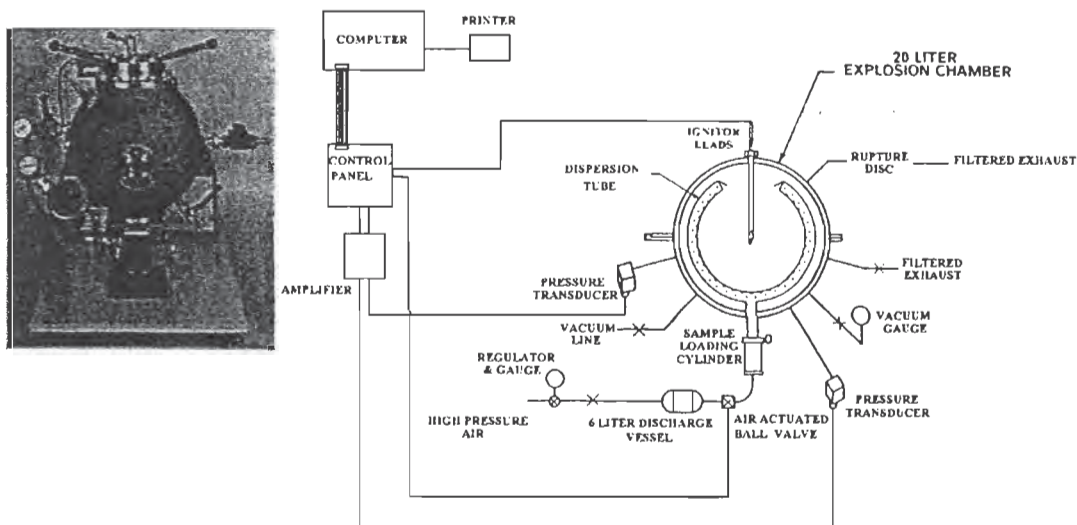 PRINTER
COMPUTER
20 LITER
EXPLOSION CHAMBER
IGNITOR
LEADS
CONTROL
PANEL
DISPERSION
TUBE
RUPTURE
DISC
FILTERED EXHAUST
FILTERED
EXHAUST
PRESSURE
TRANSDUCER
AMPLIFIER
VACUUM
GAUGE
VACUUM
LINE
SAMPLE
LOADING
CYLINDER
REGULATOR
& GAUGE
PRESSURE
TRANSDUCER
HIGH PRESSURE
AIR
6 LITER DISCHARGE
VESSEL
AIR ACTUATED
BALL VALVE